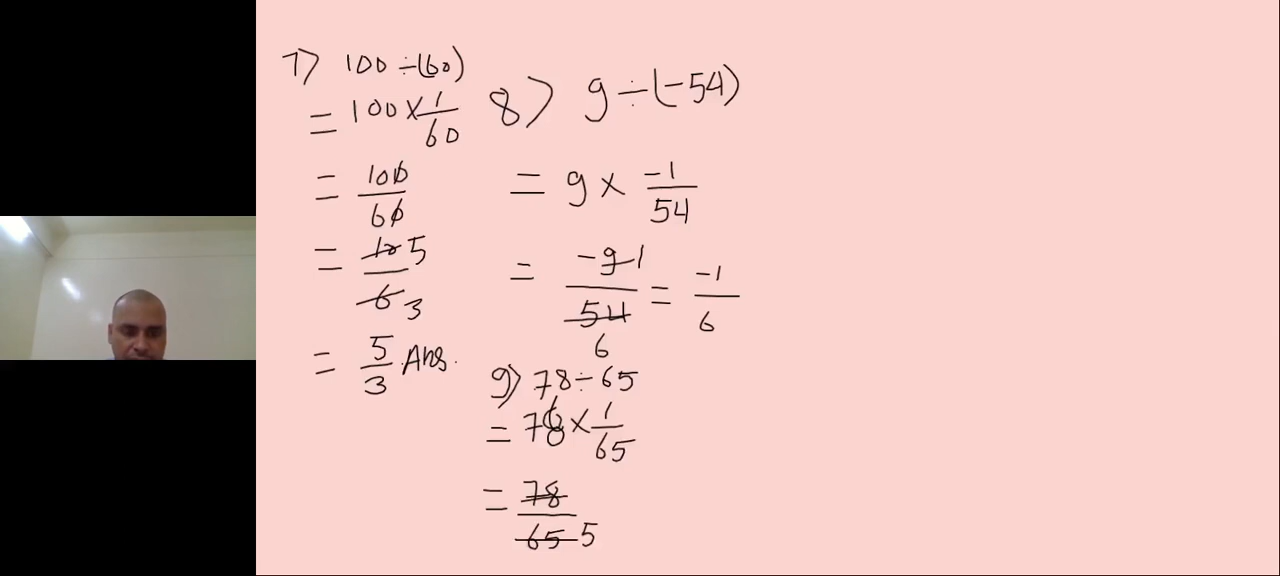 7) 100 ÷ (60)
= 100 × 1/60
= 100/60
= 10 5/6 3
= 5/3 Ans.
8) 9 ÷ (-54)
= 9 × -1/54
= -9 1/54 6 = -1/6
9) 78 ÷ 65
= 78 × 1/65
= 78/65 5